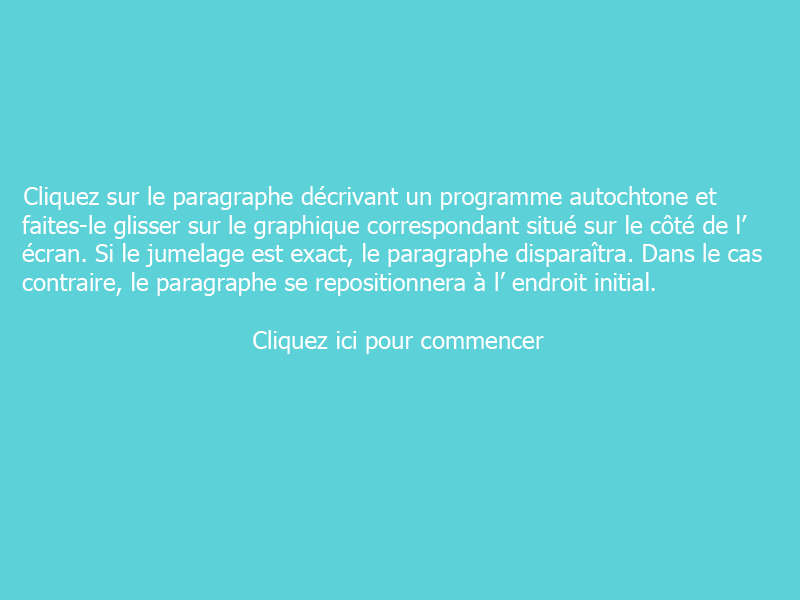 Cliquez sur le paragraphe décrivant un programme autochtone et
faites-le glisser sur le graphique correspondant situé sur le côté de l’
écran. Si le jumelage est exact, le paragraphe disparaîtra. Dans le cas
contraire, le paragraphe se repositionnera à l’ endroit initial.
Cliquez ici pour commencer